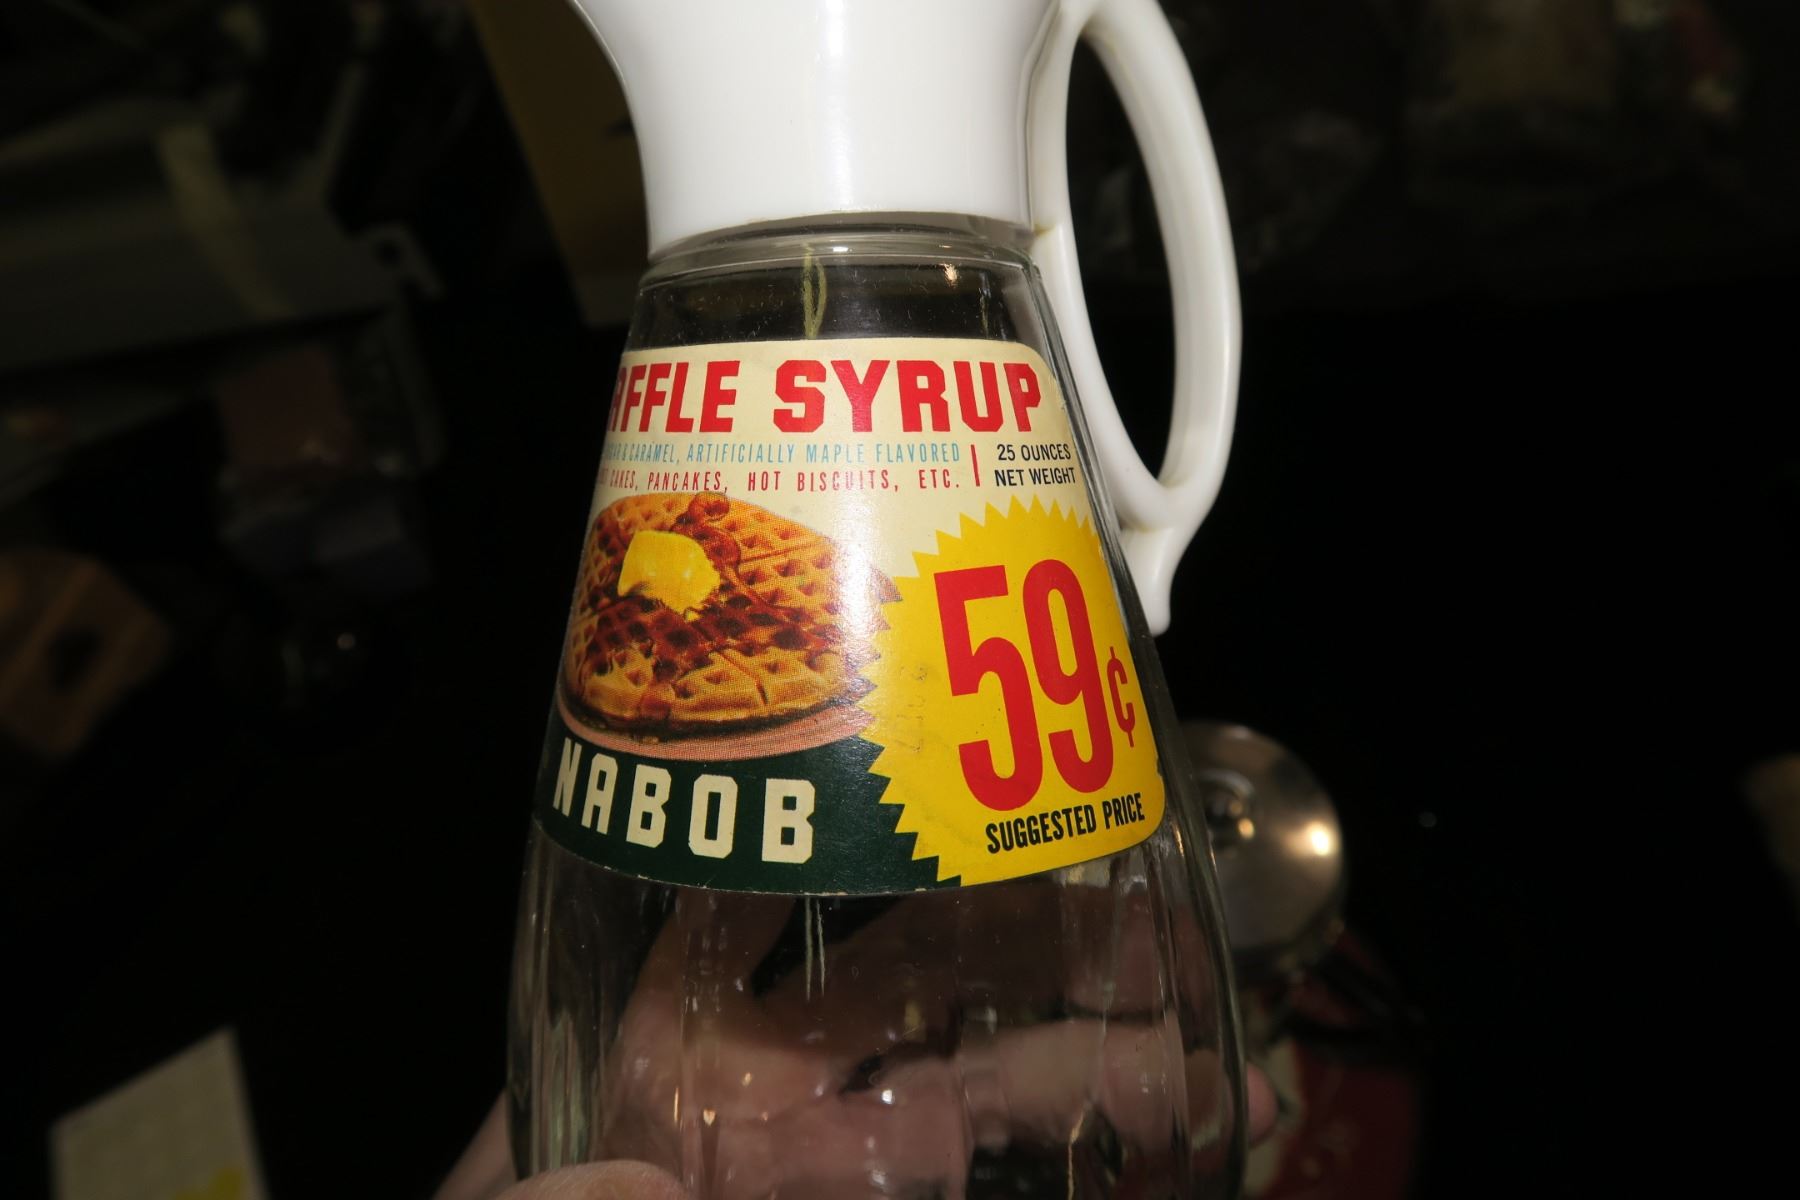 AFFLE SYRUP
& CARAMEL, ARTIFICIALLY MAPLE FLAVORED
CAKES, PANCAKES, HOT BISCUITS, ETC.
25 OUNCES
NET WEIGHT
59¢
SUGGESTED PRICE
NABOB